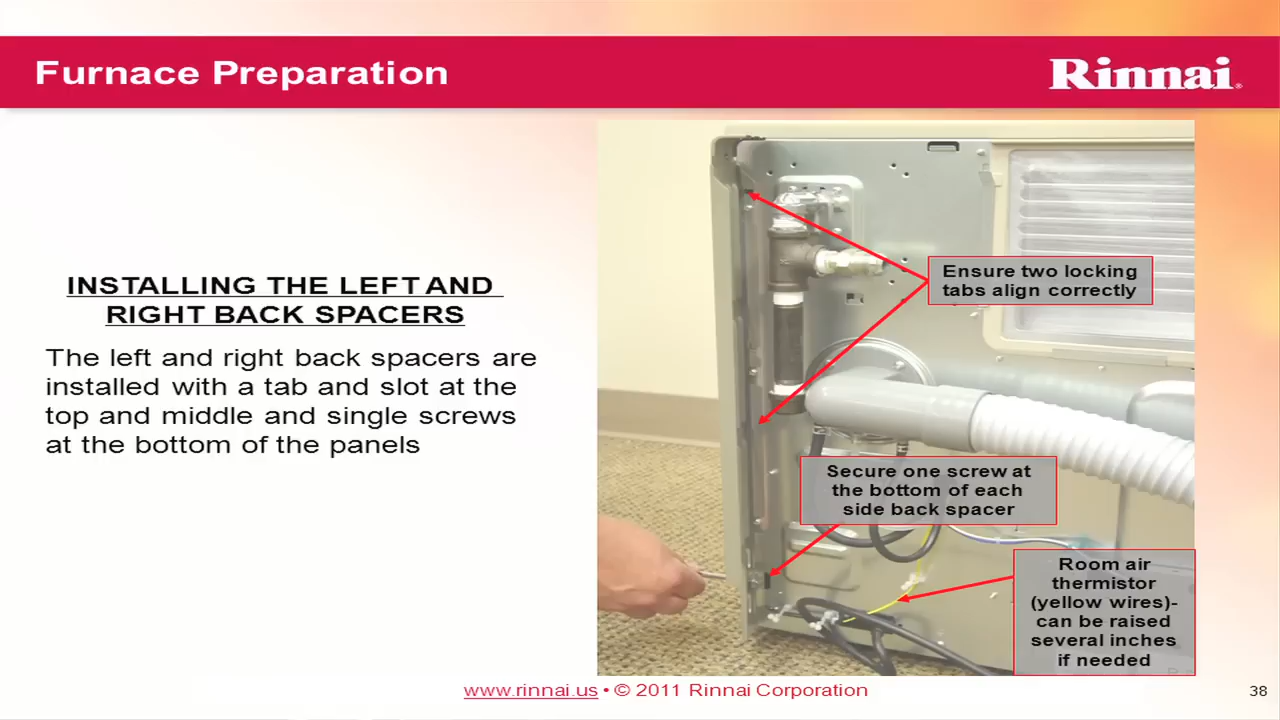 Furnace Preparation
Rinnai®
INSTALLING THE LEFT AND
RIGHT BACK SPACERS
The left and right back spacers are
installed with a tab and slot at the
top and middle and single screws
at the bottom of the panels
Ensure two locking
tabs align correctly
Secure one screw at
the bottom of each
side back spacer
Room air
thermistor
(yellow wires)-
can be raised
several inches
if needed
www.rinnai.us • © 2011 Rinnai Corporation
38